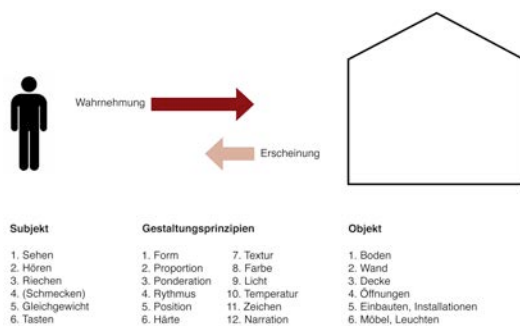 Wahrnehmung
Erscheinung
Subjekt
1. Sehen
2. Hören
3. Riechen
4. (Schmecken)
5. Gleichgewicht
6. Tasten
Gestaltungsprinzipien
1. Form
2. Proportion
3. Ponderation
4. Rythmus
5. Position
6. Härte
7. Textur
8. Farbe
9. Licht
10. Temperatur
11. Zeichen
12. Narration
Objekt
1. Boden
2. Wand
3. Decke
4. Öffnungen
5. Einbauten, Installationen
6. Möbel, Leuchten